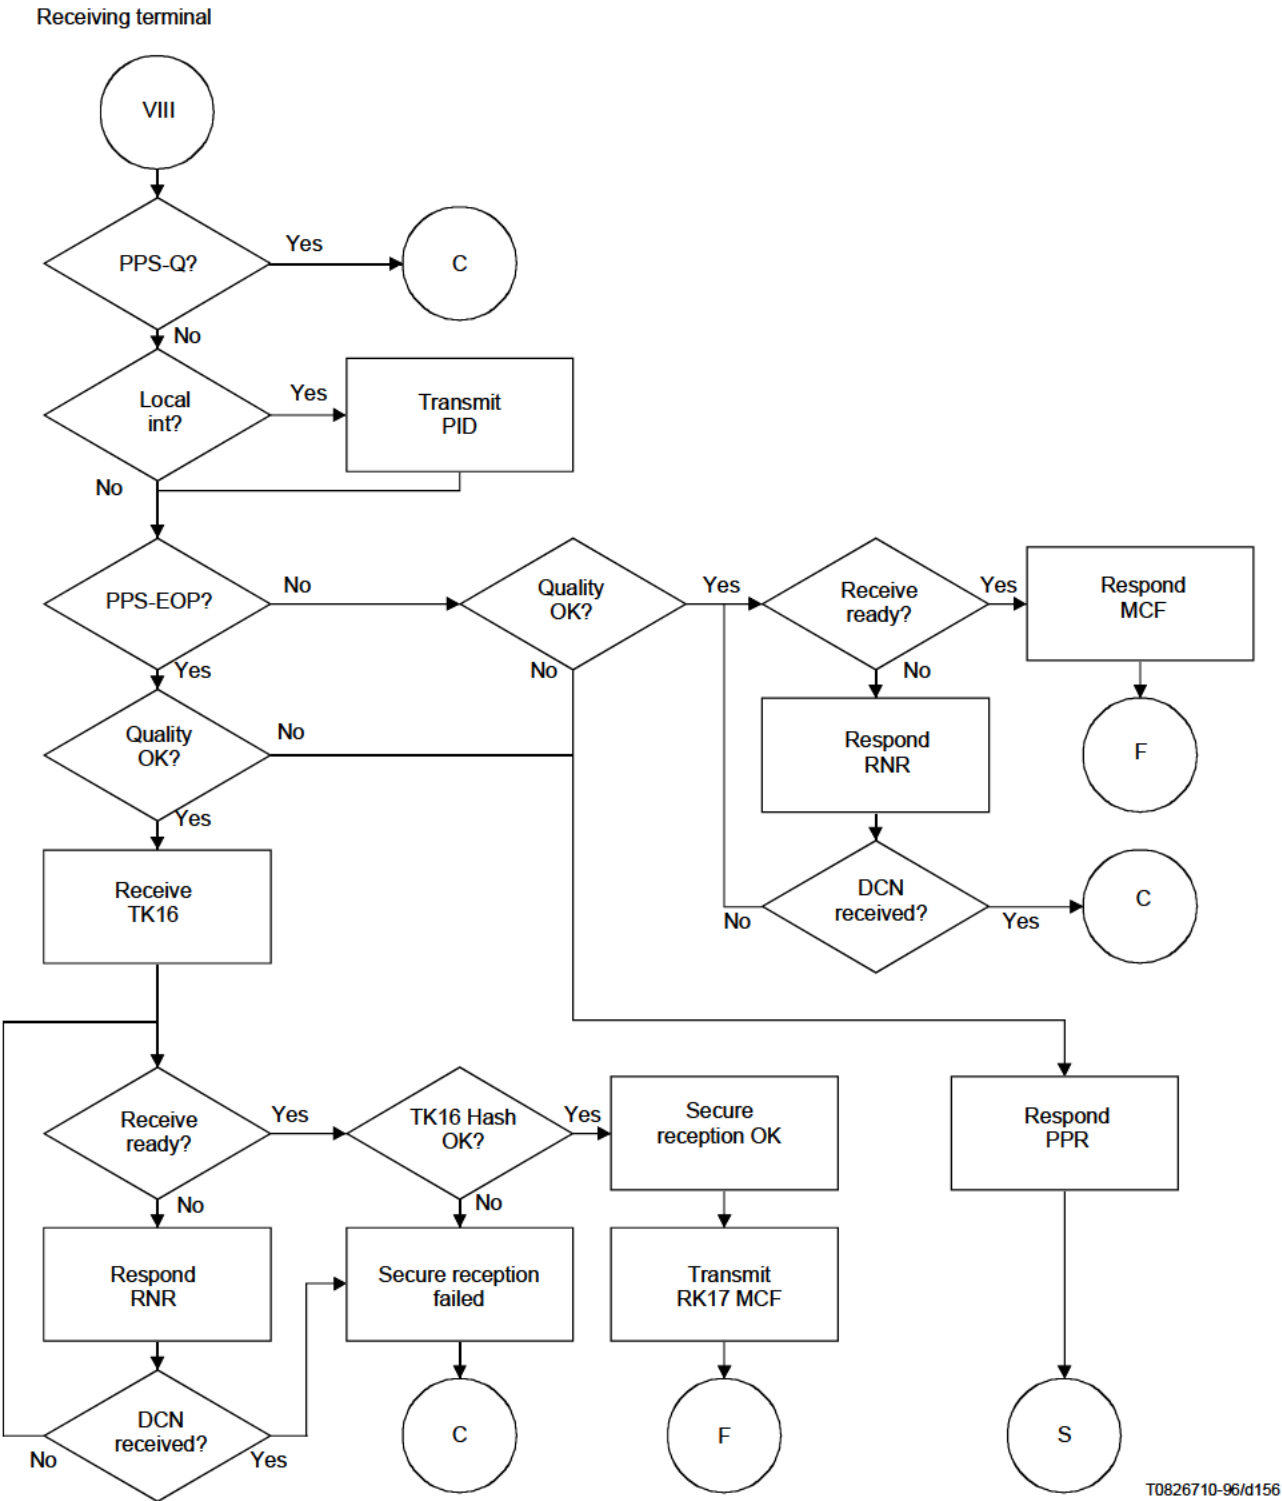 Receiving terminal
VIII
PPS-Q?
Yes
C
No
Local
int?
Yes
Transmit
PID
No
PPS-EOP?
No
Quality
OK?
Yes
Receive
ready?
Yes
Respond
MCF
Yes
No
No
Quality
OK?
No
Respond
RNR
F
Yes
Receive
TK16
DCN
received?
C
No
Yes
Receive
ready?
Yes
TK16 Hash
OK?
Yes
Secure
reception OK
Respond
PPR
No
No
Respond
RNR
Secure reception
failed
Transmit
RK17 MCF
DCN
received?
No
Yes
C
F
S
T0826710-96/d156